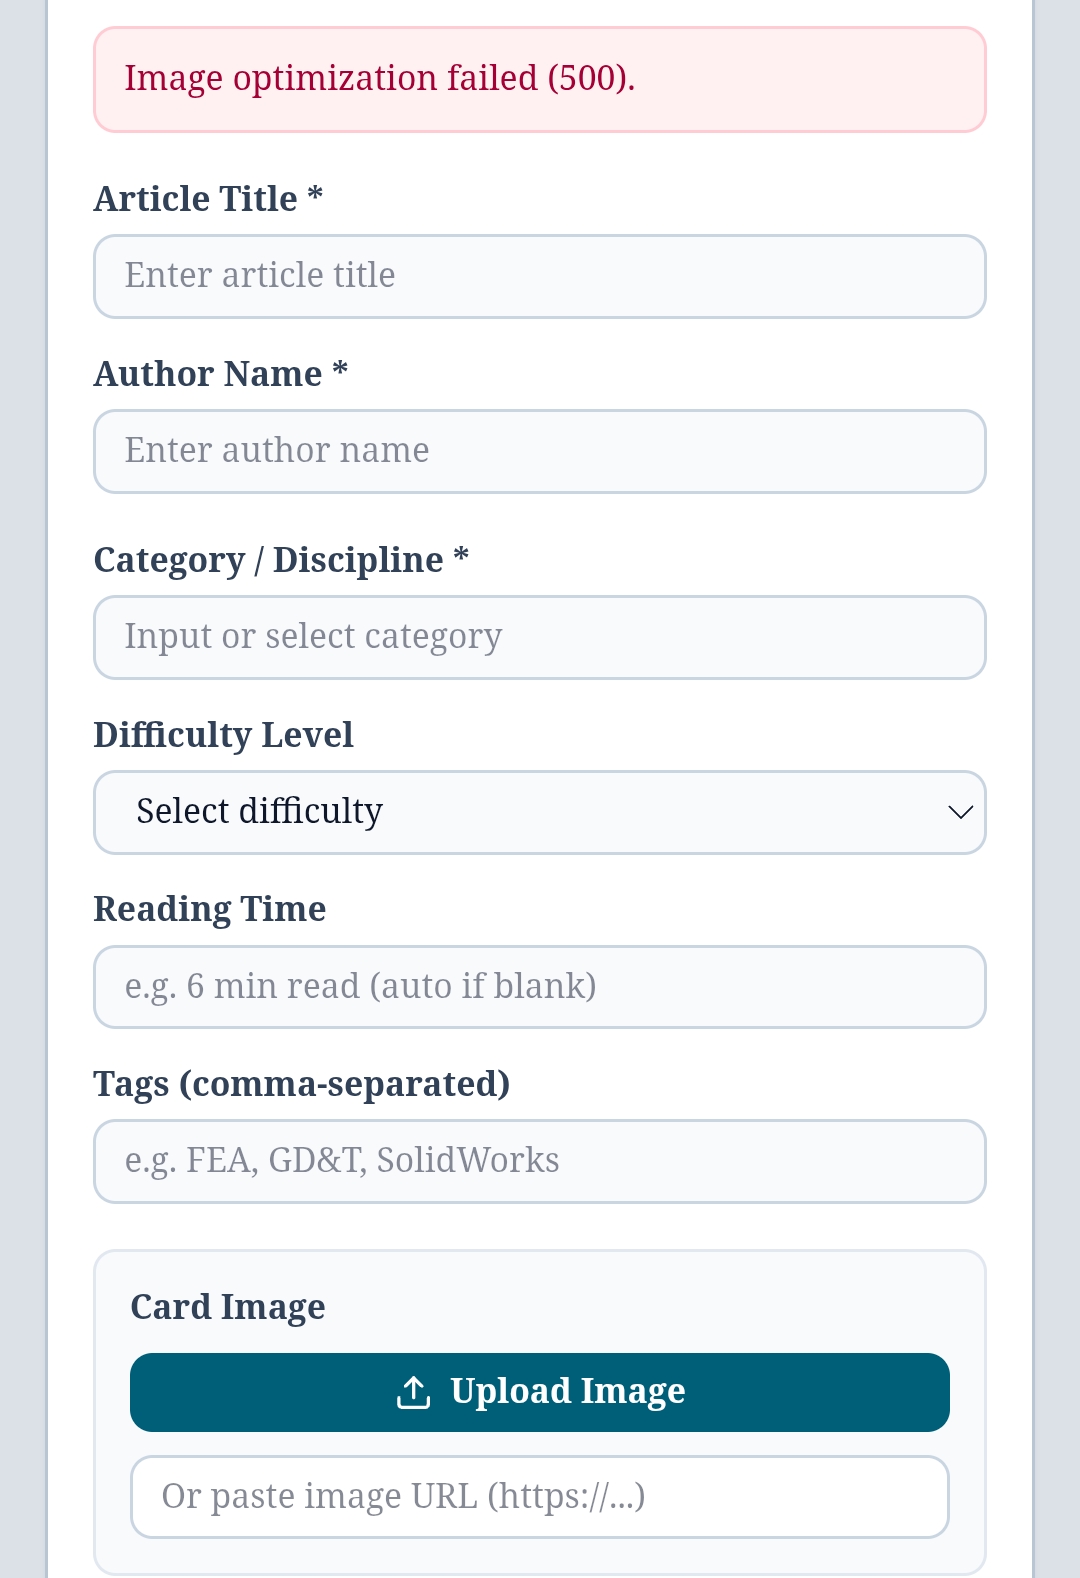 Image optimization failed (500).
Article Title *
Enter article title
Author Name *
Enter author name
Category / Discipline *
Input or select category
Difficulty Level
Select difficulty
Reading Time
e.g. 6 min read (auto if blank)
Tags (comma-separated)
e.g. FEA, GD&T, SolidWorks
Card Image
Upload Image
Or paste image URL (https://...)